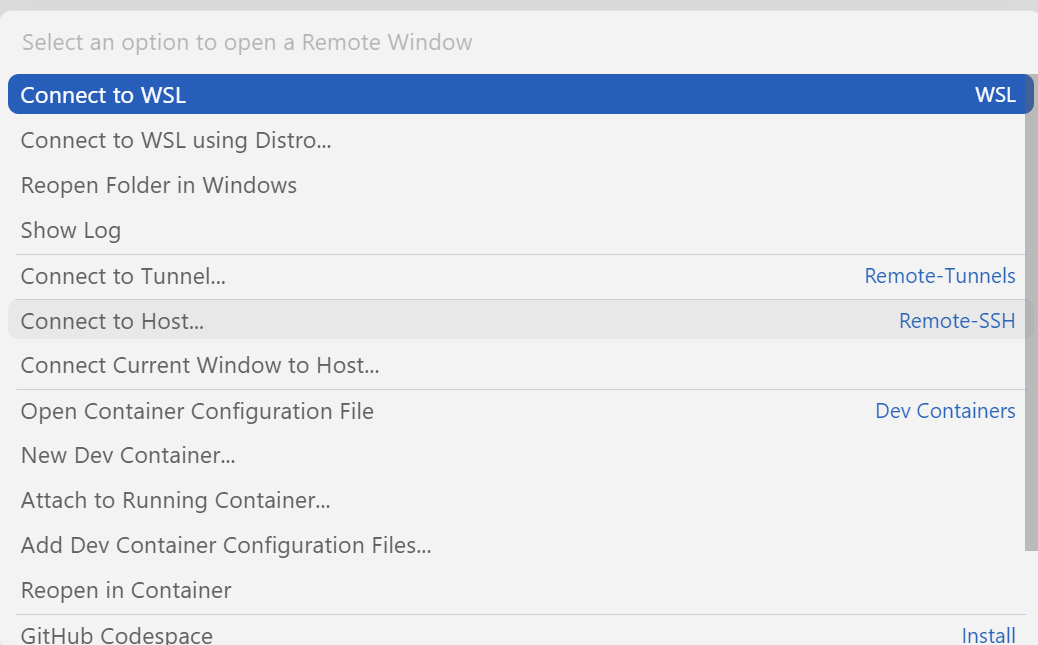 Select an option to open a Remote Window
Connect to WSL WSL
Connect to WSL using Distro...
Reopen Folder in Windows
Show Log
Connect to Tunnel... Remote-Tunnels
Connect to Host... Remote-SSH
Connect Current Window to Host...
Open Container Configuration File Dev Containers
New Dev Container...
Attach to Running Container...
Add Dev Container Configuration Files...
Reopen in Container
GitHub Codespace Install